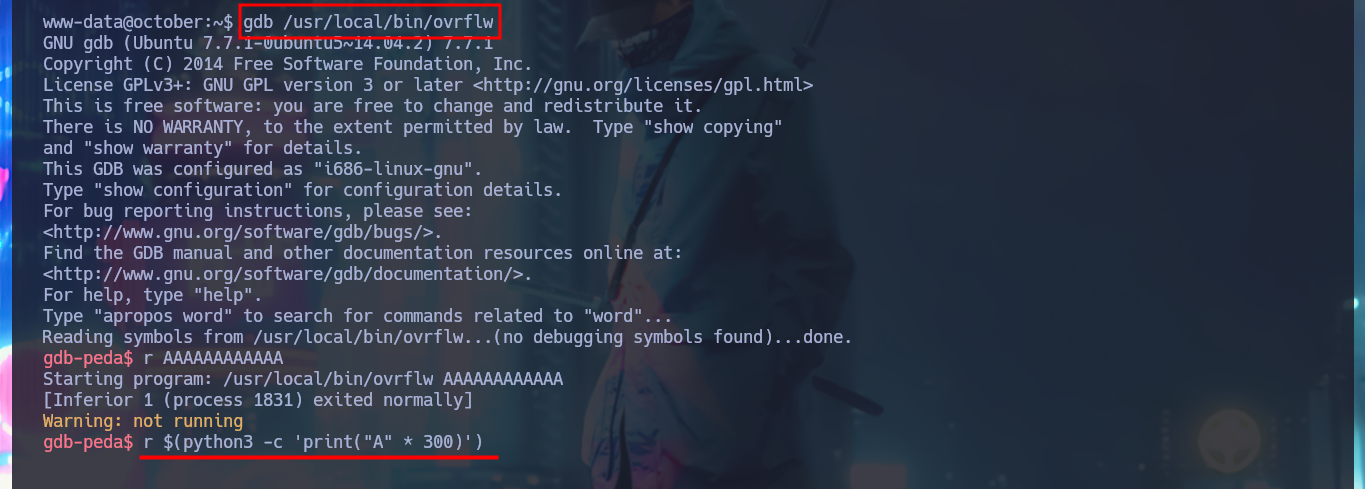 www-data@october:~$ gdb /usr/local/bin/ovrflw
GNU gdb (Ubuntu 7.7.1-0ubuntu5~14.04.2) 7.7.1
Copyright (C) 2014 Free Software Foundation, Inc.
License GPLv3+: GNU GPL version 3 or later <http://gnu.org/licenses/gpl.html>
This is free software: you are free to change and redistribute it.
There is NO WARRANTY, to the extent permitted by law.  Type "show copying"
and "show warranty" for details.
This GDB was configured as "i686-linux-gnu".
Type "show configuration" for configuration details.
For bug reporting instructions, please see:
<http://www.gnu.org/software/gdb/bugs/>.
Find the GDB manual and other documentation resources online at:
<http://www.gnu.org/software/gdb/documentation/>.
For help, type "help".
Type "apropos word" to search for commands related to "word"...
Reading symbols from /usr/local/bin/ovrflw...(no debugging symbols found)...done.
gdb-peda$ r AAAAAAAAAAAA
Starting program: /usr/local/bin/ovrflw AAAAAAAAAAAA
[Inferior 1 (process 1831) exited normally]
Warning: not running
gdb-peda$ r $(python3 -c 'print("A" * 300)')